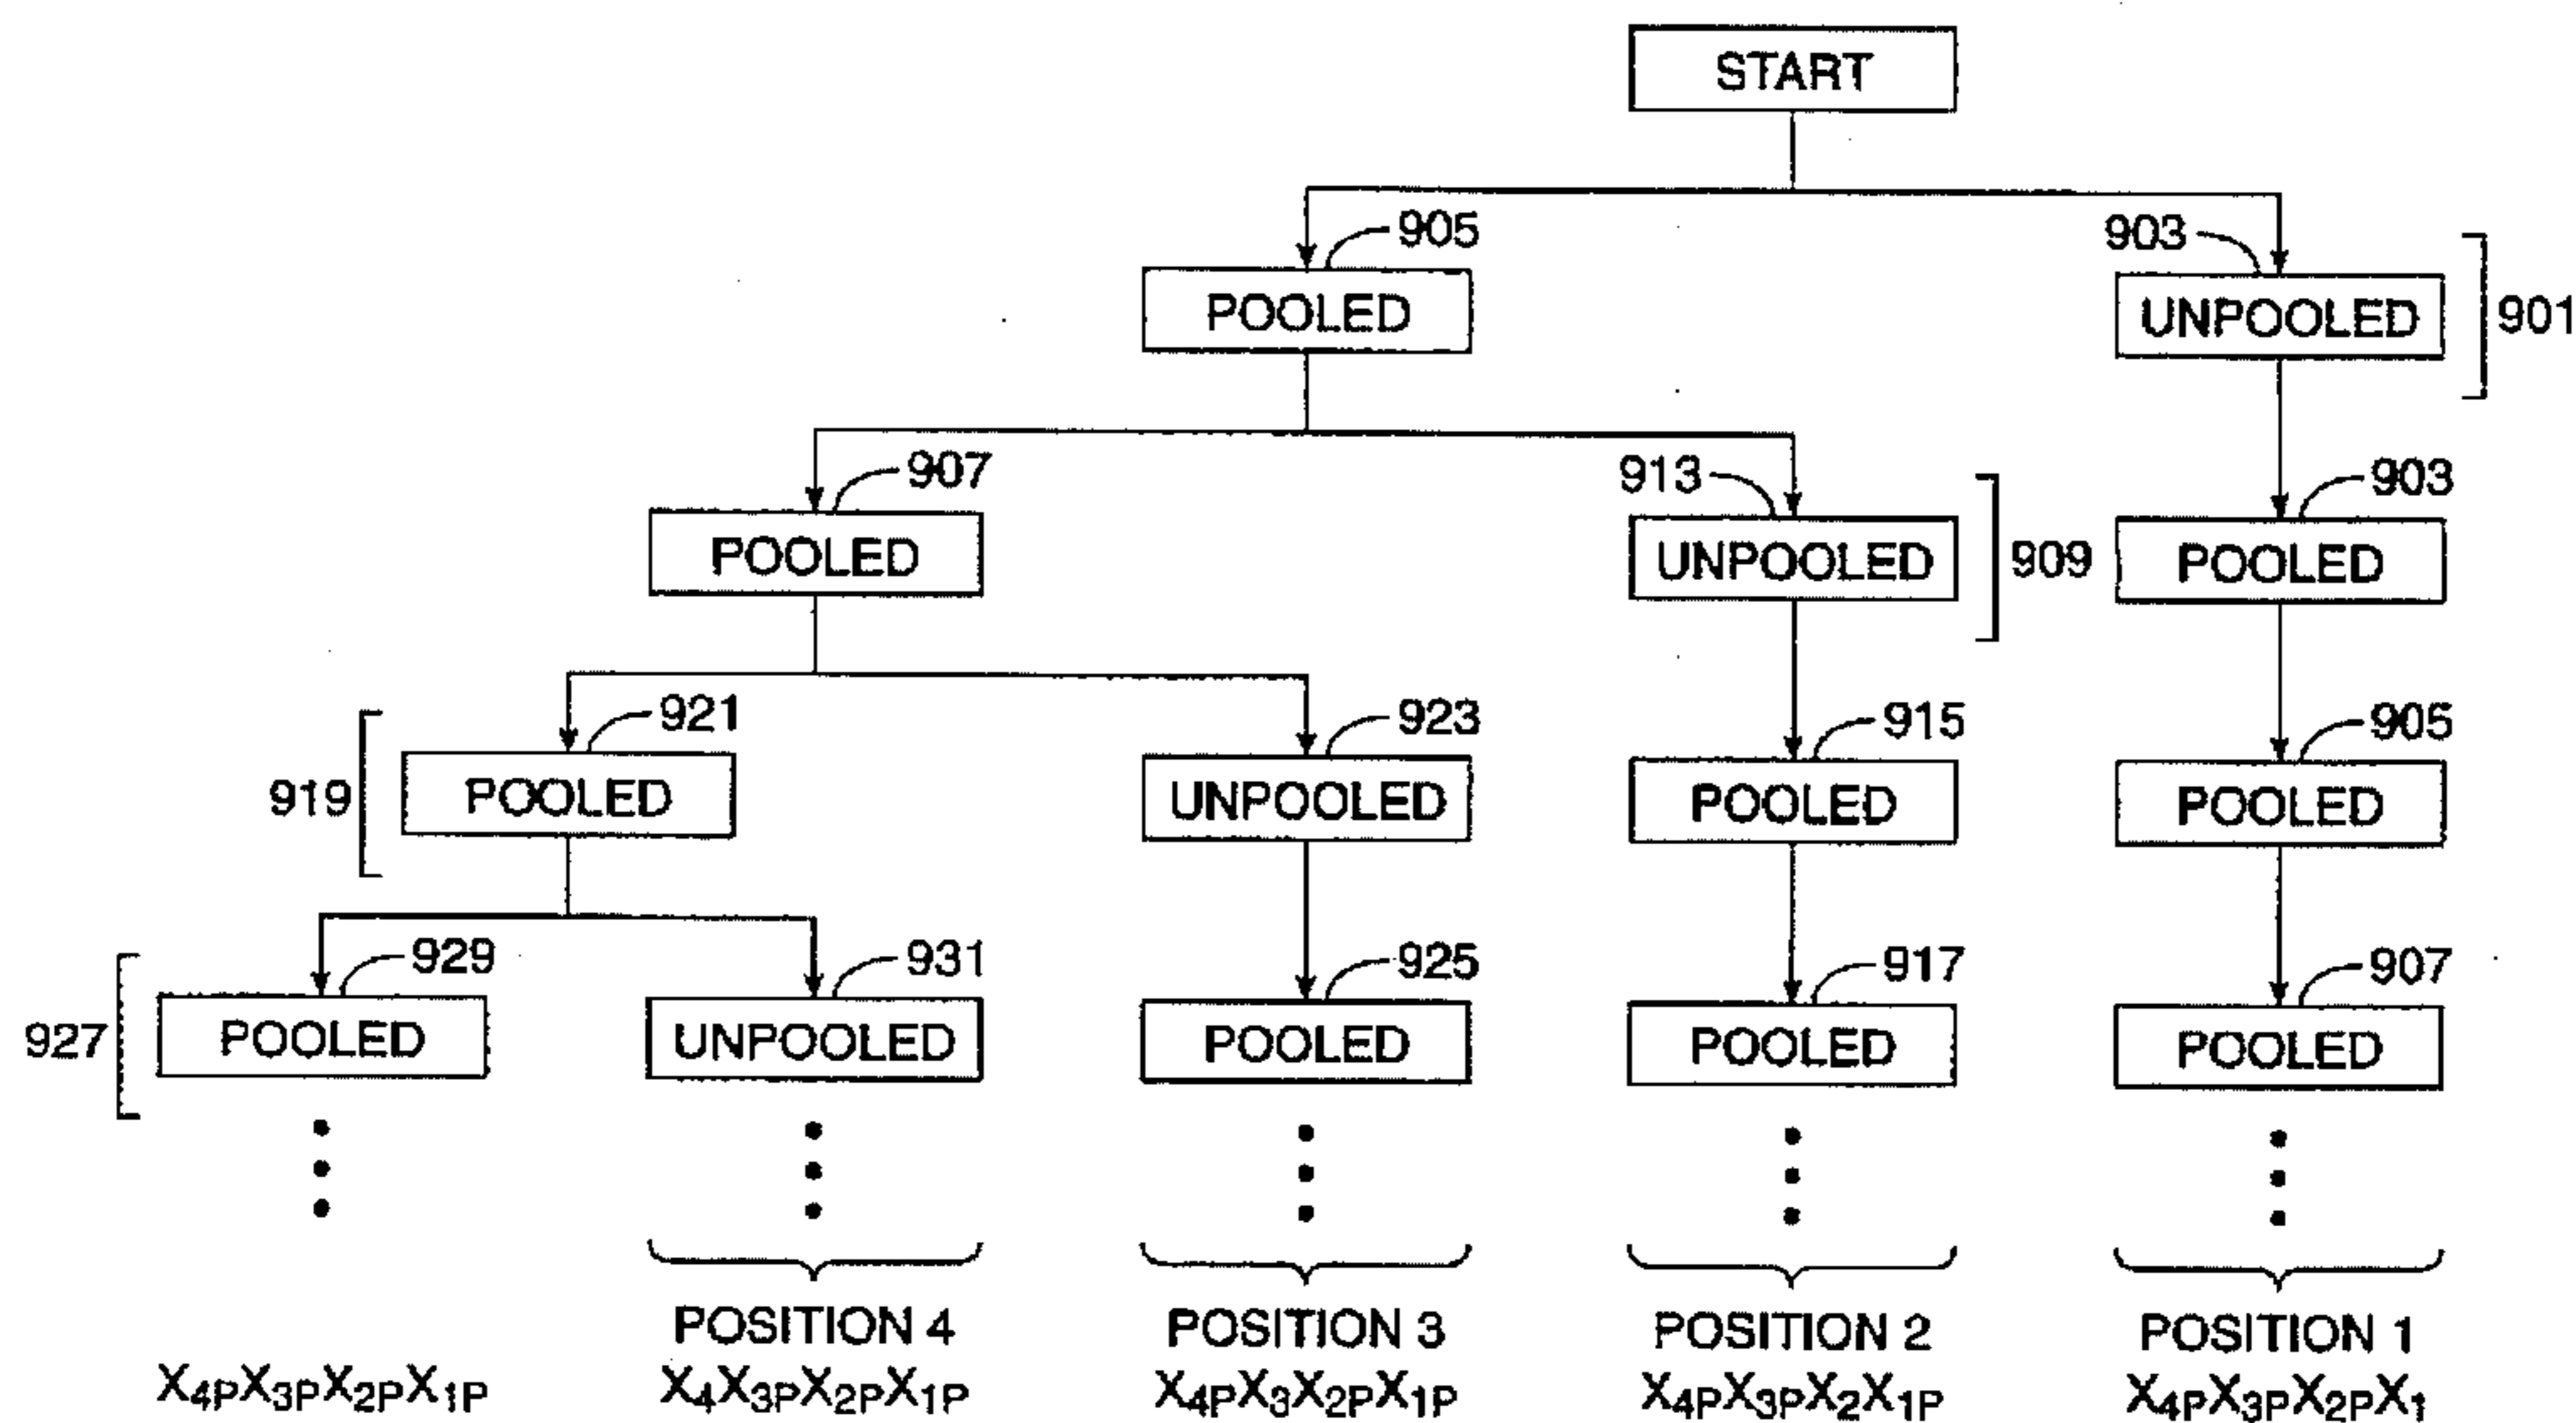 START
905
903
POOLED
UNPOOLED
901
907
913
903
POOLED
UNPOOLED
909
POOLED
921
923
915
905
919
POOLED
UNPOOLED
POOLED
POOLED
929
931
925
917
907
927
POOLED
UNPOOLED
POOLED
POOLED
POOLED
POSITION 4
POSITION 3
POSITION 2
POSITION 1
X4PX3PX2PX1P
X4X3PX2PX1P
X4PX3X2PX1P
X4PX3PX2X1P
X4PX3PX2PX1